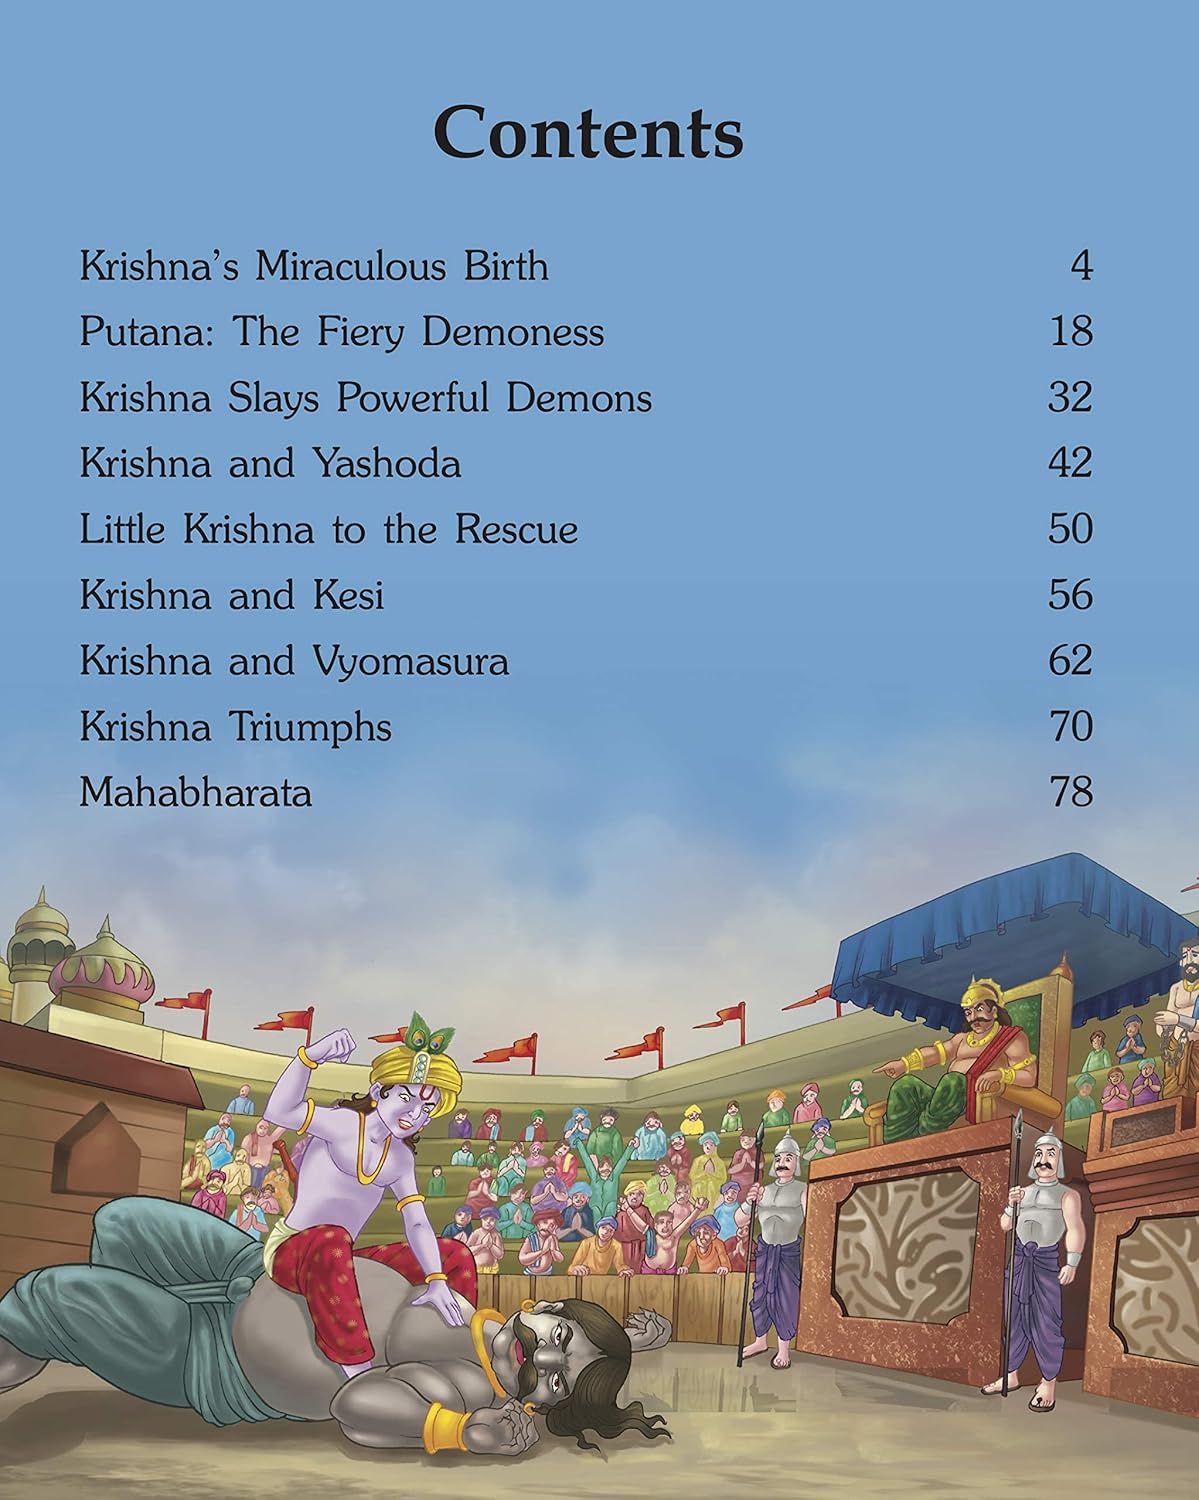 Contents
Krishna’s Miraculous Birth 4
Putana: The Fiery Demoness 18
Krishna Slays Powerful Demons 32
Krishna and Yashoda 42
Little Krishna to the Rescue 50
Krishna and Kesi 56
Krishna and Vyomasura 62
Krishna Triumphs 70
Mahabharata 78